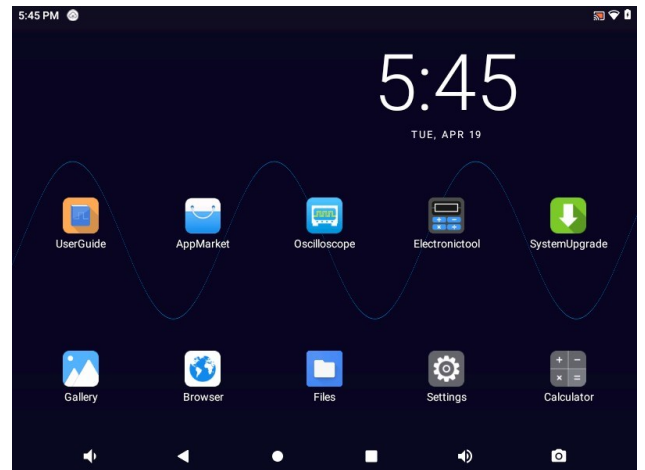 5:45 PM
5:45
TUE, APR 19
UserGuide
AppMarket
Oscilloscope
Electronictool
SystemUpgrade
Gallery
Browser
Files
Settings
Calculator